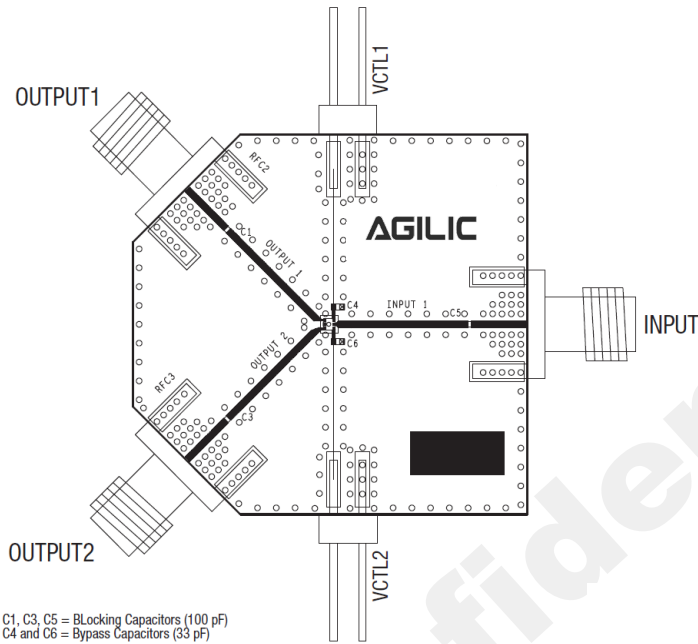 VCTL1
OUTPUT1
RFC2
AGILIC
C1
OUTPUT 1
C4
INPUT 1
C5
INPUT
C6
OUTPUT 2
RFC3
C3
OUTPUT2
VCTL2
C1, C3, C5 = BLocking Capacitors (100 pF)
C4 and C6 = Bypass Capacitors (33 pF)
fiden